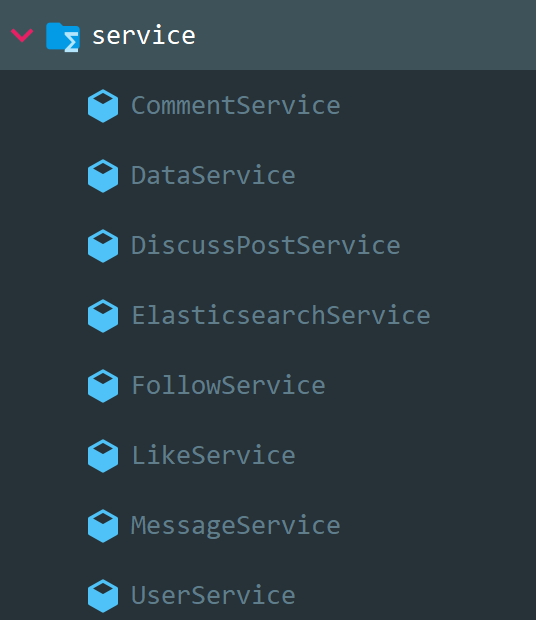 service
CommentService
DataService
DiscussPostService
ElasticsearchService
FollowService
LikeService
MessageService
UserService